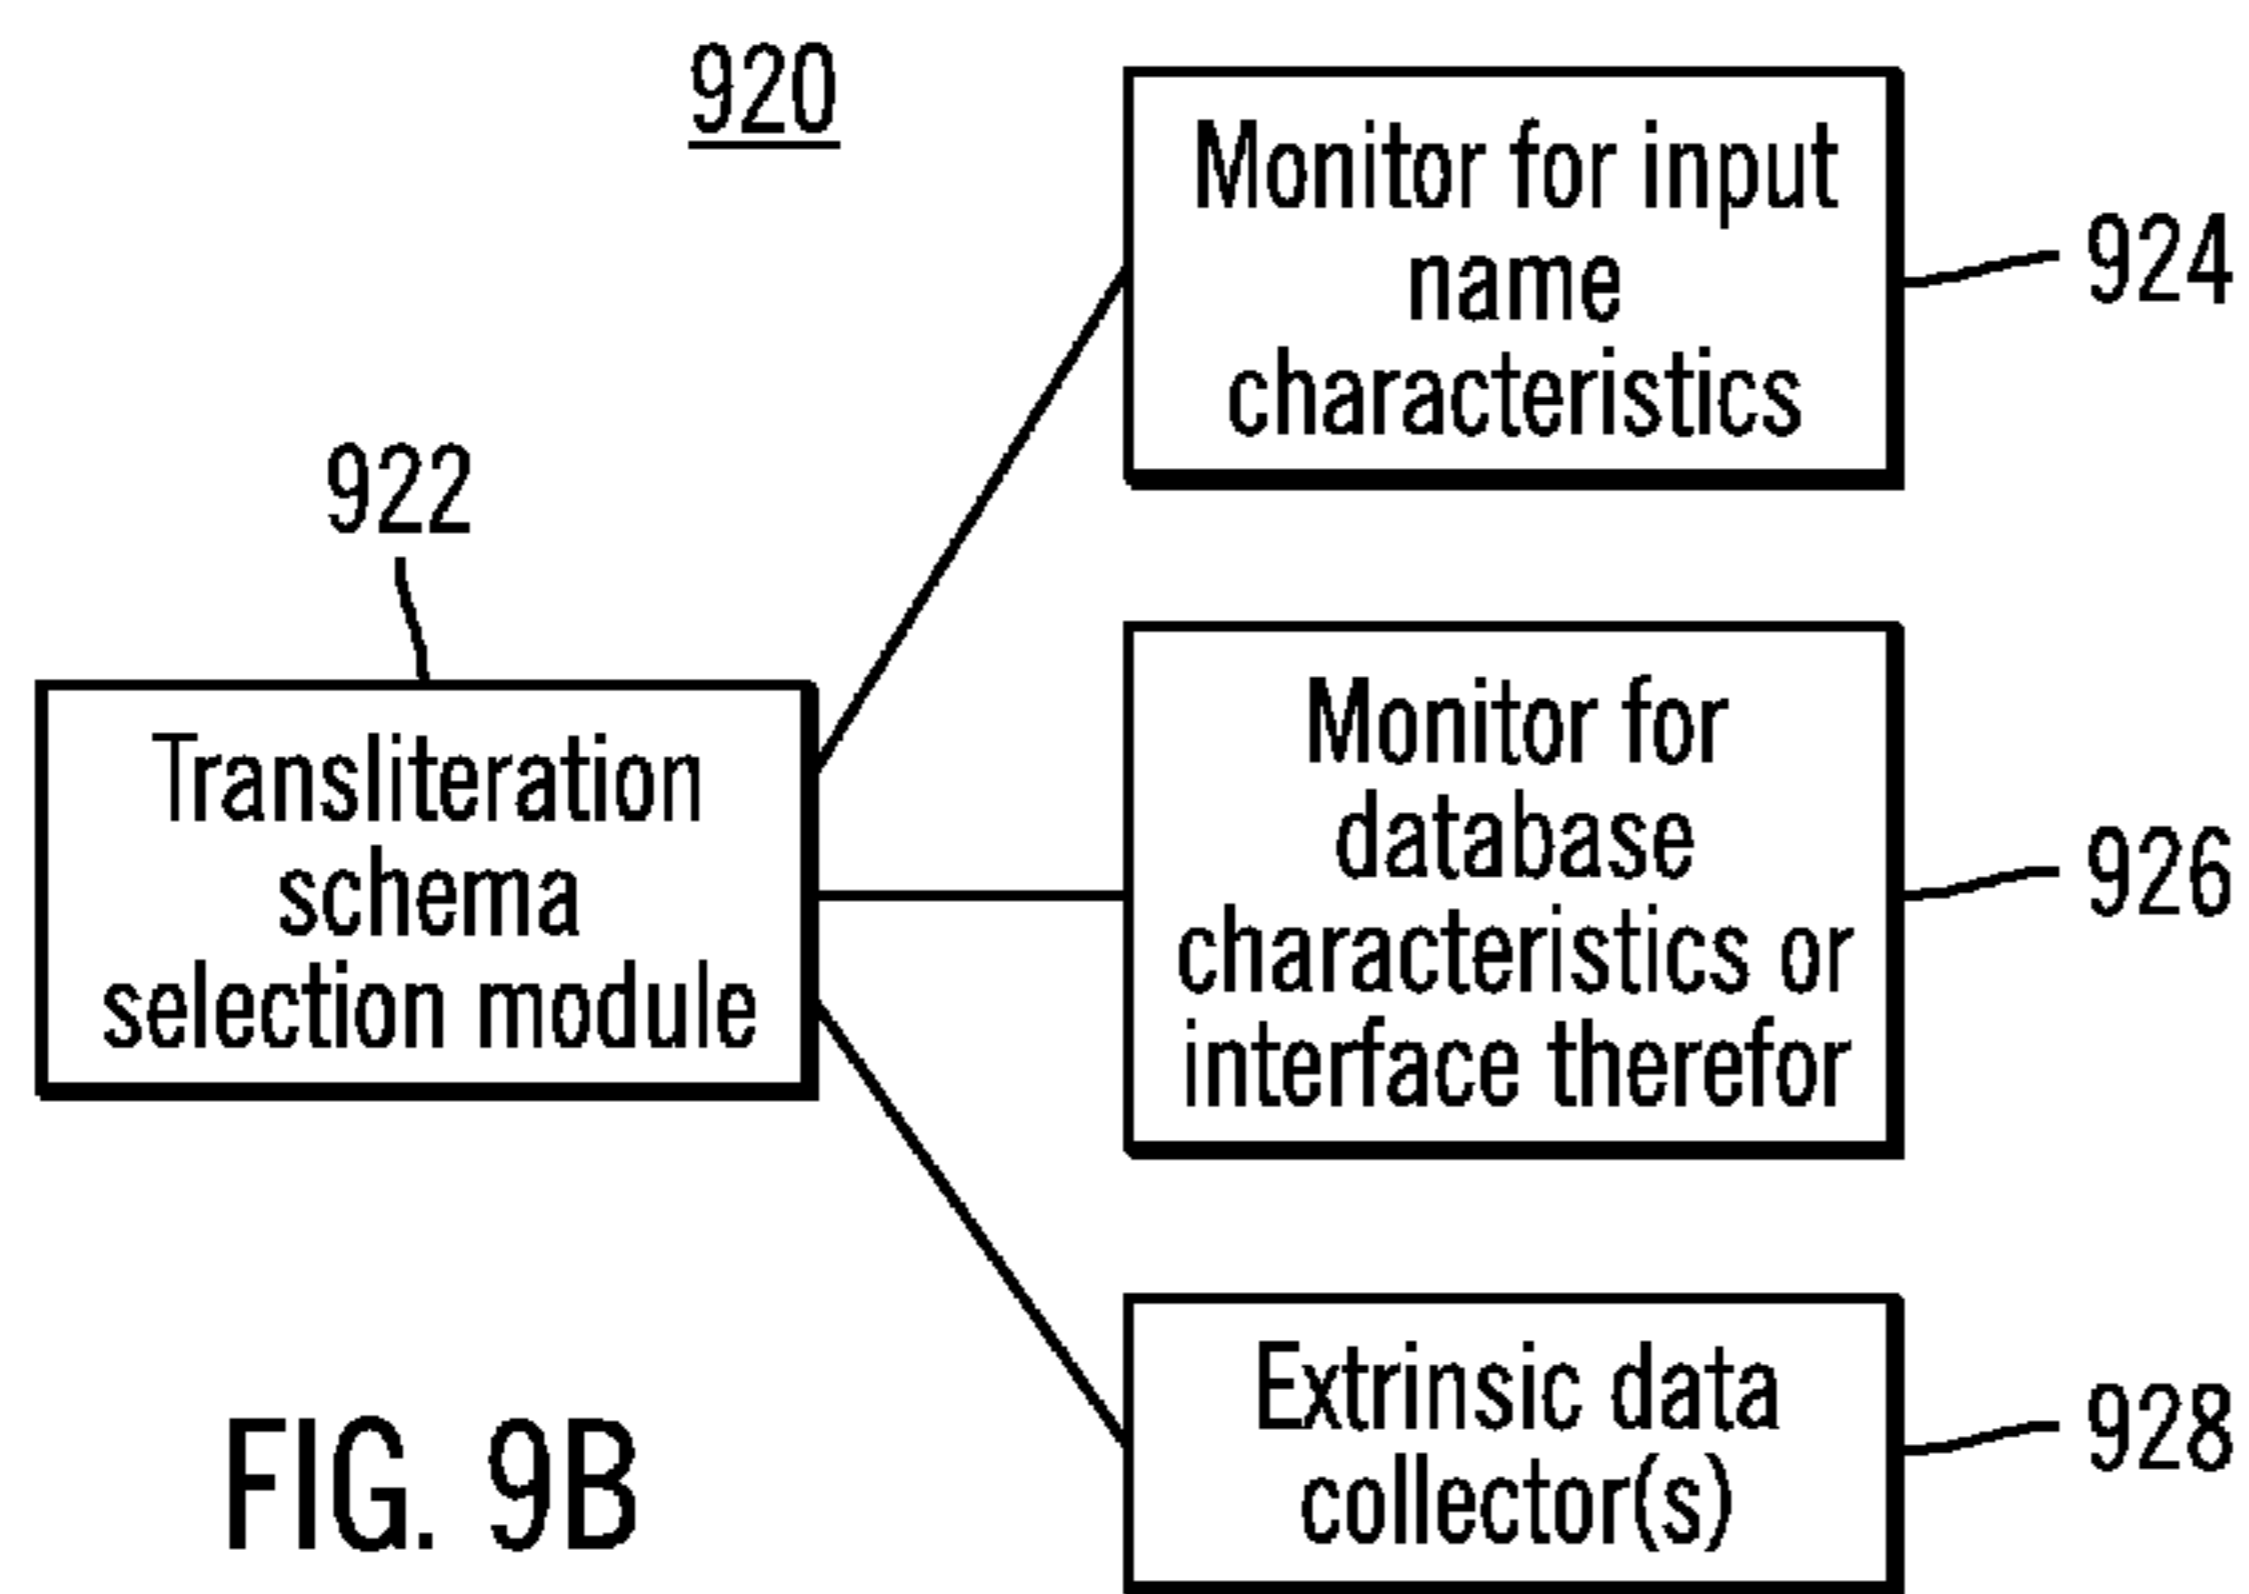 920
Monitor for input
name
characteristics
924
922
Transliteration
schema
selection module
Monitor for
database
characteristics or
interface therefor
926
Extrinsic data
collector(s)
928
FIG. 9B